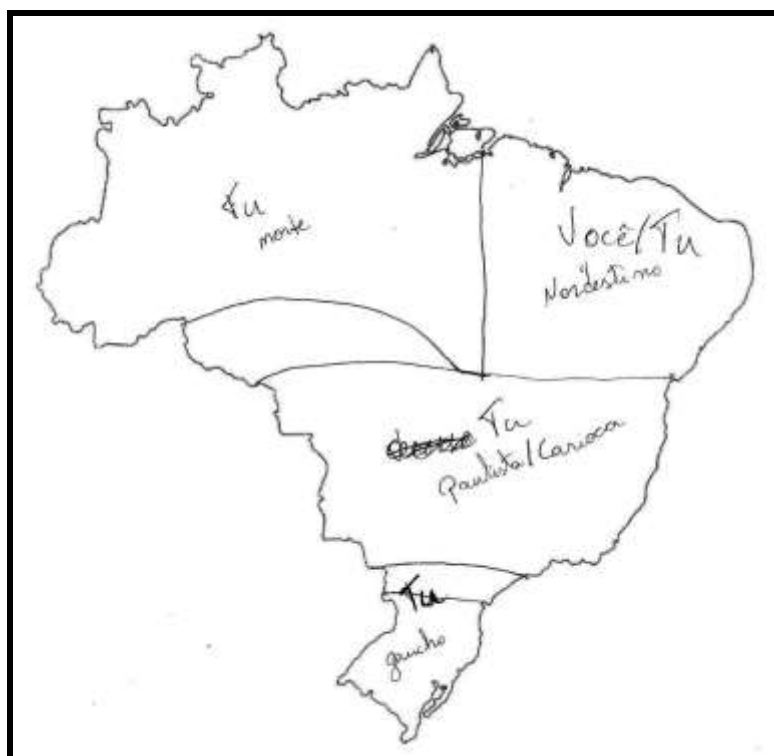 Tu
norte
Você/Tu
Nordestino
Tu
Paulista/Carioca
Tu
gaucho